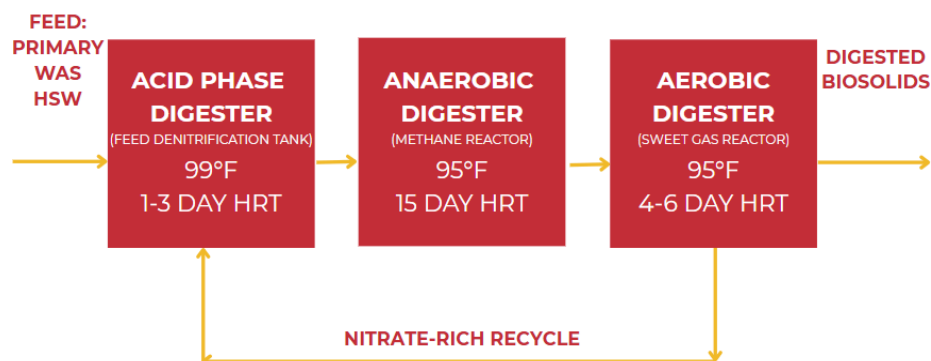 FEED:
PRIMARY
WAS
HSW
ACID PHASE
DIGESTER
(FEED DENITRIFICATION TANK)
99°F
1-3 DAY HRT
ANAEROBIC
DIGESTER
(METHANE REACTOR)
95°F
15 DAY HRT
AEROBIC
DIGESTER
(SWEET GAS REACTOR)
95°F
4-6 DAY HRT
DIGESTED
BIOSOLIDS
NITRATE-RICH RECYCLE